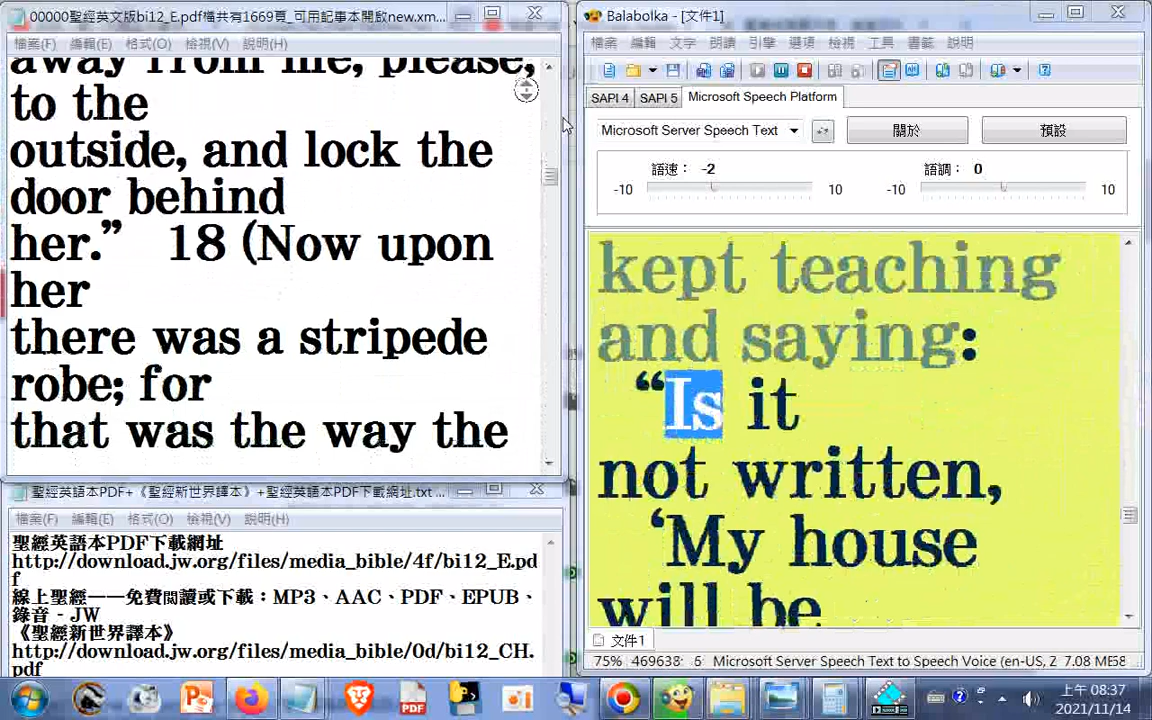 00000聖經英文版bi12_E.pdf檔共有1669頁_可用記事本開啟new.xm...
檔案(F) 編輯(E) 格式(O) 檢視(V) 說明(H)
away from me, please,
to the
outside, and lock the
door behind
her.” 18 (Now upon
her
there was a stripede
robe; for
that was the way the
聖經英語本PDF+《聖經新世界譯本》+聖經英語本PDF下載網址.txt ...
檔案(F) 編輯(E) 格式(O) 檢視(V) 說明(H)
聖經英語本PDF下載網址
http://download.jw.org/files/media_bible/4f/bi12_E.pd
f
線上聖經——免費閱讀或下載：MP3、AAC、PDF、EPUB、
錄音 - JW
《聖經新世界譯本》
http://download.jw.org/files/media_bible/0d/bi12_CH.
pdf
Balabolka - [文件1]
檔案 編輯 文字 朗讀 引擎 選項 檢視 工具 書籤 說明
SAPI 4 SAPI 5 Microsoft Speech Platform
Microsoft Server Speech Text 關於 預設
語速： -2 語調： 0
-10 10 -10 10
kept teaching
and saying:
“Is it
not written,
‘My house
will be
文件1
75% 469638: 6 Microsoft Server Speech Text to Speech Voice (en-US, 2 7.08 ME58
PDF
上午 08:37
2021/11/14